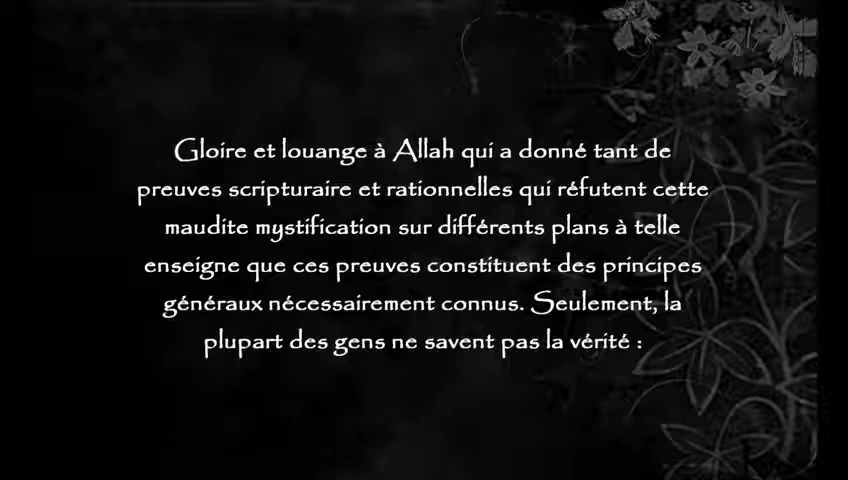 Gloire et louange à Allah qui a donné tant de
preuves scripturaire et rationnelles qui réfutent cette
maudite mystification sur différents plans à telle
enseigne que ces preuves constituent des principes
généraux nécessairement connus. Seulement, la
plupart des gens ne savent pas la vérité :